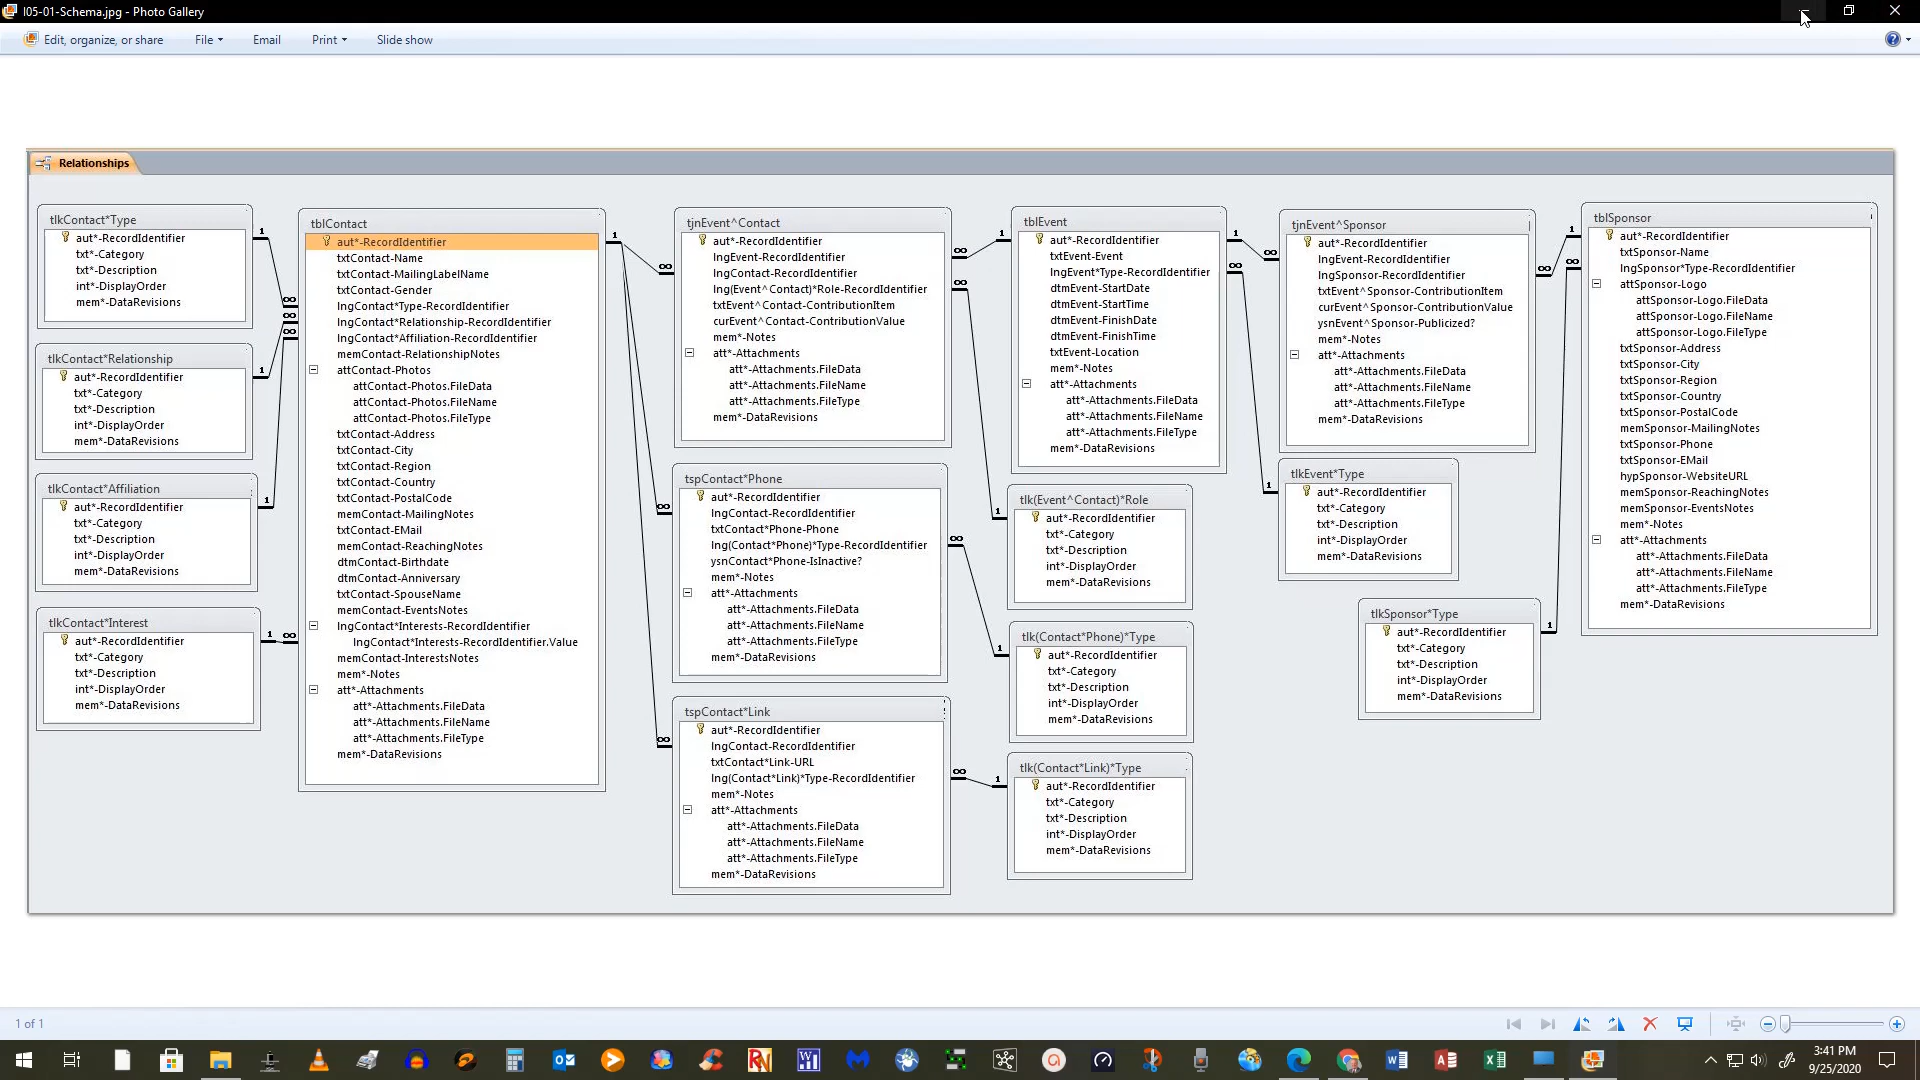 I05-01-Schema.jpg - Photo Gallery
Edit, organize, or share
File
Email
Print
Slide show
Relationships
tlkContact*Type
aut*-RecordIdentifier
txt*-Category
txt*-Description
int*-DisplayOrder
mem*-DataRevisions
1
∞
∞
∞
tlkContact*Relationship
aut*-RecordIdentifier
txt*-Category
txt*-Description
int*-DisplayOrder
mem*-DataRevisions
1
tlkContact*Affiliation
aut*-RecordIdentifier
txt*-Category
txt*-Description
int*-DisplayOrder
mem*-DataRevisions
1
tlkContact*Interest
aut*-RecordIdentifier
txt*-Category
txt*-Description
int*-DisplayOrder
mem*-DataRevisions
1 ∞
tblContact
aut*-RecordIdentifier
txtContact-Name
txtContact-MailingLabelName
txtContact-Gender
lngContact*Type-RecordIdentifier
lngContact*Relationship-RecordIdentifier
lngContact*Affiliation-RecordIdentifier
memContact-RelationshipNotes
attContact-Photos
attContact-Photos.FileData
attContact-Photos.FileName
attContact-Photos.FileType
txtContact-Address
txtContact-City
txtContact-Region
txtContact-Country
txtContact-PostalCode
memContact-MailingNotes
txtContact-EMail
memContact-ReachingNotes
dtmContact-Birthdate
dtmContact-Anniversary
txtContact-SpouseName
memContact-EventsNotes
lngContact*Interests-RecordIdentifier
lngContact*Interests-RecordIdentifier.Value
memContact-InterestsNotes
mem*-Notes
att*-Attachments
att*-Attachments.FileData
att*-Attachments.FileName
att*-Attachments.FileType
mem*-DataRevisions
1
∞
∞
∞
tjnEvent^Contact
aut*-RecordIdentifier
lngEvent-RecordIdentifier
lngContact-RecordIdentifier
lng(Event^Contact)*Role-RecordIdentifier
txtEvent^Contact-ContributionItem
curEvent^Contact-ContributionValue
mem*-Notes
att*-Attachments
att*-Attachments.FileData
att*-Attachments.FileName
att*-Attachments.FileType
mem*-DataRevisions
∞ 1
∞
tspContact*Phone
aut*-RecordIdentifier
lngContact-RecordIdentifier
txtContact*Phone-Phone
lng(Contact*Phone)*Type-RecordIdentifier
ysnContact*Phone-IsInactive?
mem*-Notes
att*-Attachments
att*-Attachments.FileData
att*-Attachments.FileName
att*-Attachments.FileType
mem*-DataRevisions
∞
tspContact*Link
aut*-RecordIdentifier
lngContact-RecordIdentifier
txtContact*Link-URL
lng(Contact*Link)*Type-RecordIdentifier
mem*-Notes
att*-Attachments
att*-Attachments.FileData
att*-Attachments.FileName
att*-Attachments.FileType
mem*-DataRevisions
∞ 1
tblEvent
aut*-RecordIdentifier
txtEvent-Event
lngEvent*Type-RecordIdentifier
dtmEvent-StartDate
dtmEvent-StartTime
dtmEvent-FinishDate
dtmEvent-FinishTime
txtEvent-Location
mem*-Notes
att*-Attachments
att*-Attachments.FileData
att*-Attachments.FileName
att*-Attachments.FileType
mem*-DataRevisions
1 ∞
∞
tlk(Event^Contact)*Role
aut*-RecordIdentifier
txt*-Category
txt*-Description
int*-DisplayOrder
mem*-DataRevisions
1
tlk(Contact*Phone)*Type
aut*-RecordIdentifier
txt*-Category
txt*-Description
int*-DisplayOrder
mem*-DataRevisions
1
tlk(Contact*Link)*Type
aut*-RecordIdentifier
txt*-Category
txt*-Description
int*-DisplayOrder
mem*-DataRevisions
tjnEvent^Sponsor
aut*-RecordIdentifier
lngEvent-RecordIdentifier
lngSponsor-RecordIdentifier
txtEvent^Sponsor-ContributionItem
curEvent^Sponsor-ContributionValue
ysnEvent^Sponsor-Publicized?
mem*-Notes
att*-Attachments
att*-Attachments.FileData
att*-Attachments.FileName
att*-Attachments.FileType
mem*-DataRevisions
∞ 1
∞
tlkEvent*Type
aut*-RecordIdentifier
txt*-Category
txt*-Description
int*-DisplayOrder
mem*-DataRevisions
1
tlkSponsor*Type
aut*-RecordIdentifier
txt*-Category
txt*-Description
int*-DisplayOrder
mem*-DataRevisions
1
tblSponsor
aut*-RecordIdentifier
txtSponsor-Name
lngSponsor*Type-RecordIdentifier
attSponsor-Logo
attSponsor-Logo.FileData
attSponsor-Logo.FileName
attSponsor-Logo.FileType
txtSponsor-Address
txtSponsor-City
txtSponsor-Region
txtSponsor-Country
txtSponsor-PostalCode
memSponsor-MailingNotes
txtSponsor-Phone
txtSponsor-EMail
hypSponsor-WebsiteURL
memSponsor-ReachingNotes
memSponsor-EventsNotes
mem*-Notes
att*-Attachments
att*-Attachments.FileData
att*-Attachments.FileName
att*-Attachments.FileType
mem*-DataRevisions
1 of 1
3:41 PM
9/25/2020